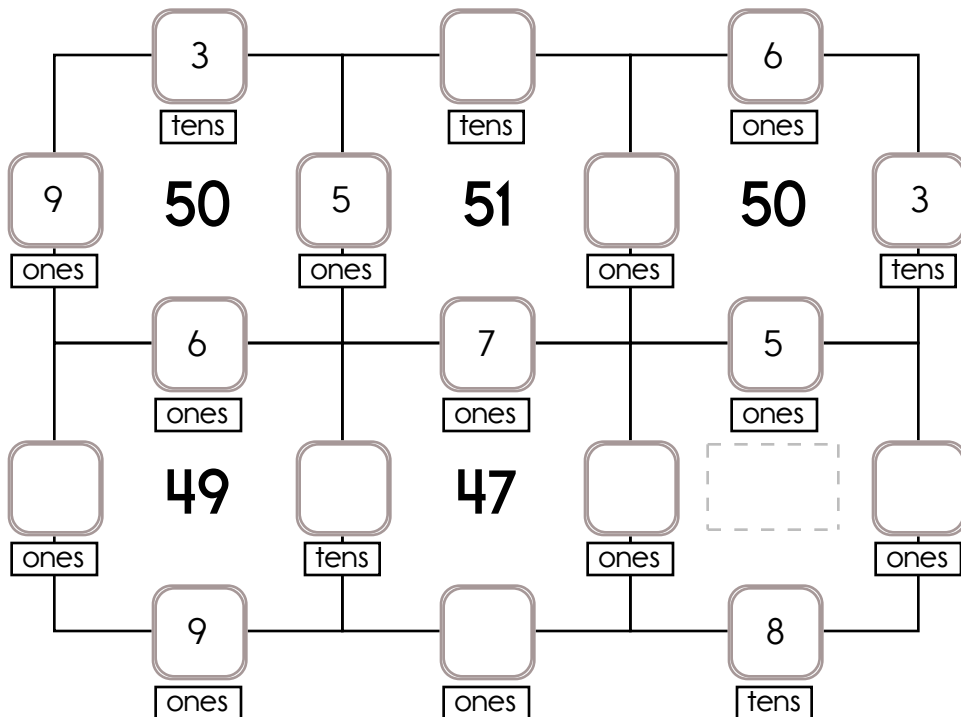 3 6
tens tens ones
9 50 5 51 50 3
ones ones ones tens
6 7 5
ones ones ones
49 47
ones tens ones ones
9 8
ones ones tens